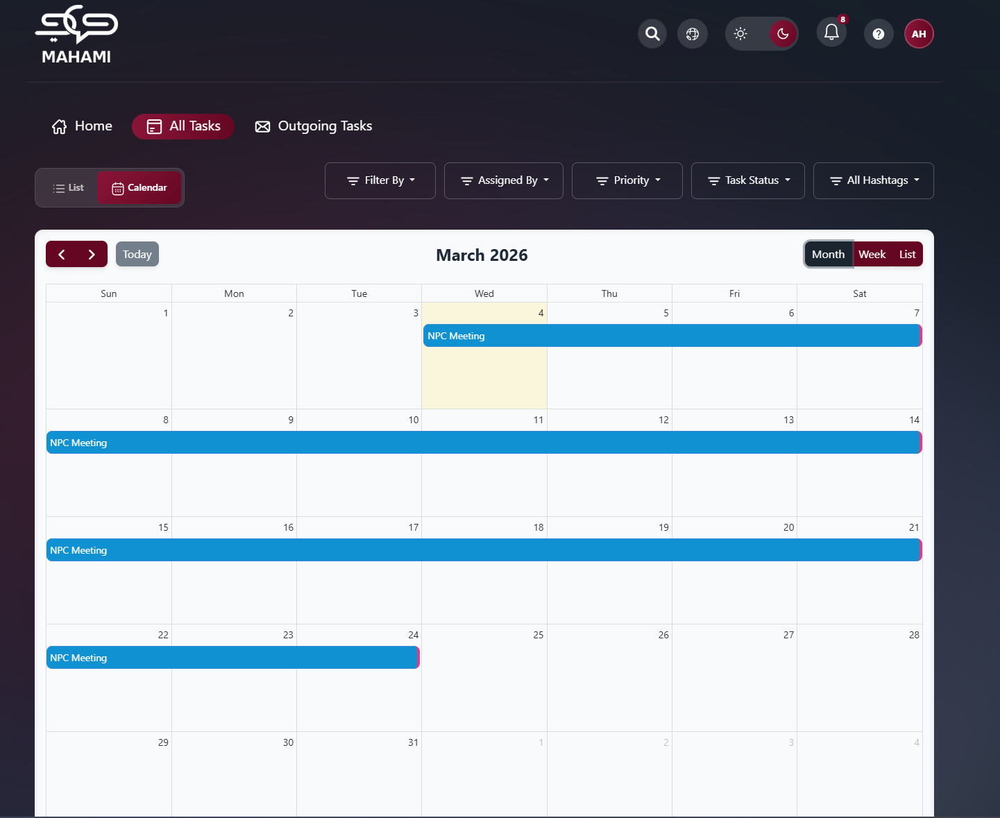 مهامي
MAHAMI
8
AH
Home
All Tasks
Outgoing Tasks
List
Calendar
Filter By
Assigned By
Priority
Task Status
All Hashtags
Today
March 2026
Month
Week
List
Sun Mon Tue Wed Thu Fri Sat
1 2 3 4 5 6 7
NPC Meeting
8 9 10 11 12 13 14
NPC Meeting
15 16 17 18 19 20 21
NPC Meeting
22 23 24 25 26 27 28
NPC Meeting
29 30 31 1 2 3 4